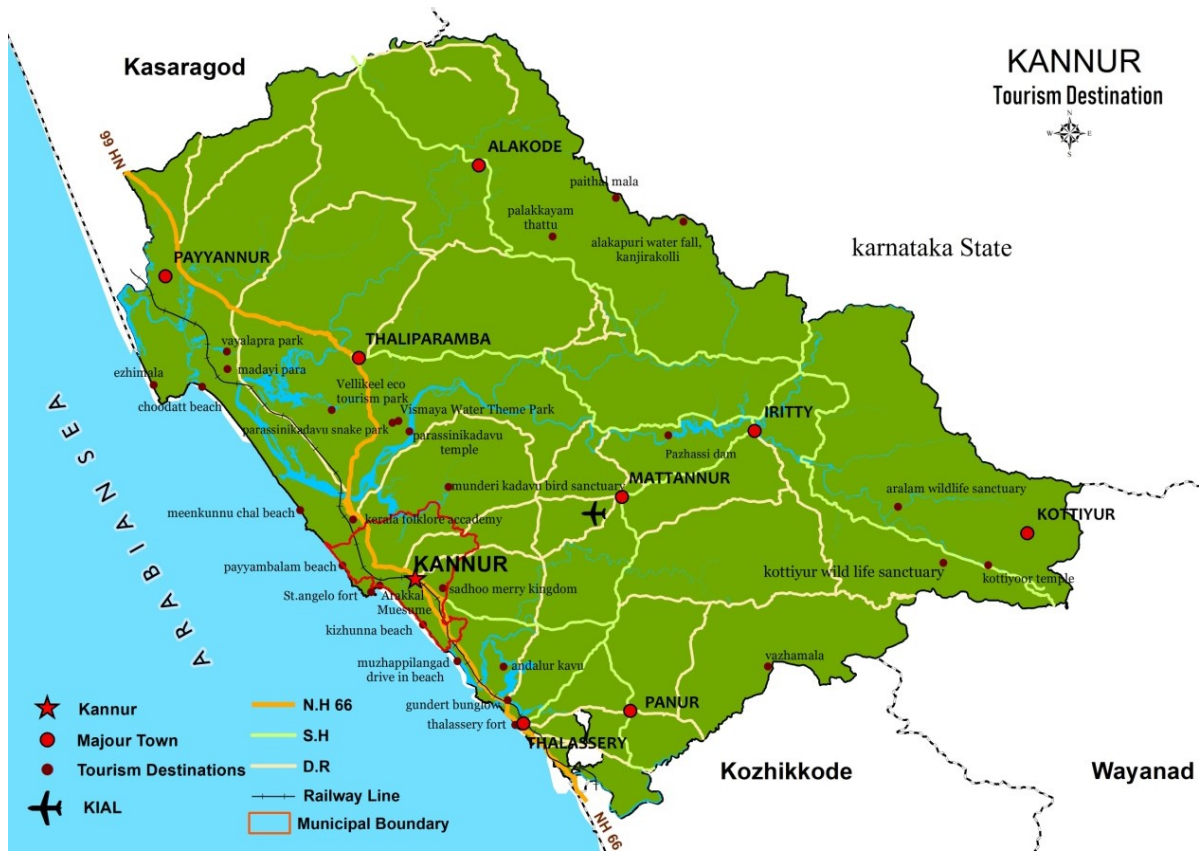 KANNUR
Tourism Destination
N
W E
S
Kasaragod
NH 66
ALAKODE
paithal mala
palakkayam
thattu
alakapuri water fall,
kanjirakolli
karnataka State
PAYYANNUR
THALIPARAMBA
vayalapra park
madayi para
ezhimala
choodatt beach
Vellikeel eco
tourism park
Vismaya Water Theme Park
parassinikadavu snake park
parassinikadavu
temple
IRITTY
Pazhassi dam
MATTANNUR
munderi kadavu bird sanctuary
aralam wildlife sanctuary
KOTTIYUR
meenkunnu chal beach
kerala folklore accademy
KANNUR
payyambalam beach
kottiyur wild life sanctuary
kottiyoor temple
St.angelo fort
Arakkal
Muesume
sadhoo merry kingdom
kizhunna beach
muzhappilangad
drive in beach
andalur kavu
vazhamala
gundert bunglow
PANUR
thalassery fort
THALASSERY
ARABIAN SEA
Kozhikkode
Wayanad
NH 66
Kannur
Majour Town
Tourism Destinations
KIAL
N.H 66
S.H
D.R
Railway Line
Municipal Boundary